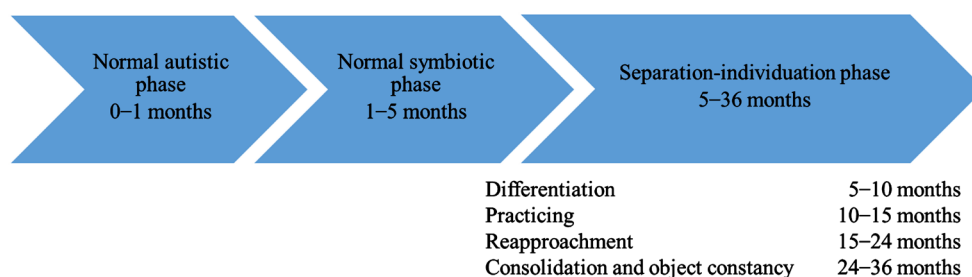 Normal autistic
phase
0–1 months
Normal symbiotic
phase
1–5 months
Separation-individuation phase
5–36 months
Differentiation 5–10 months
Practicing 10–15 months
Reapproachment 15–24 months
Consolidation and object constancy 24–36 months